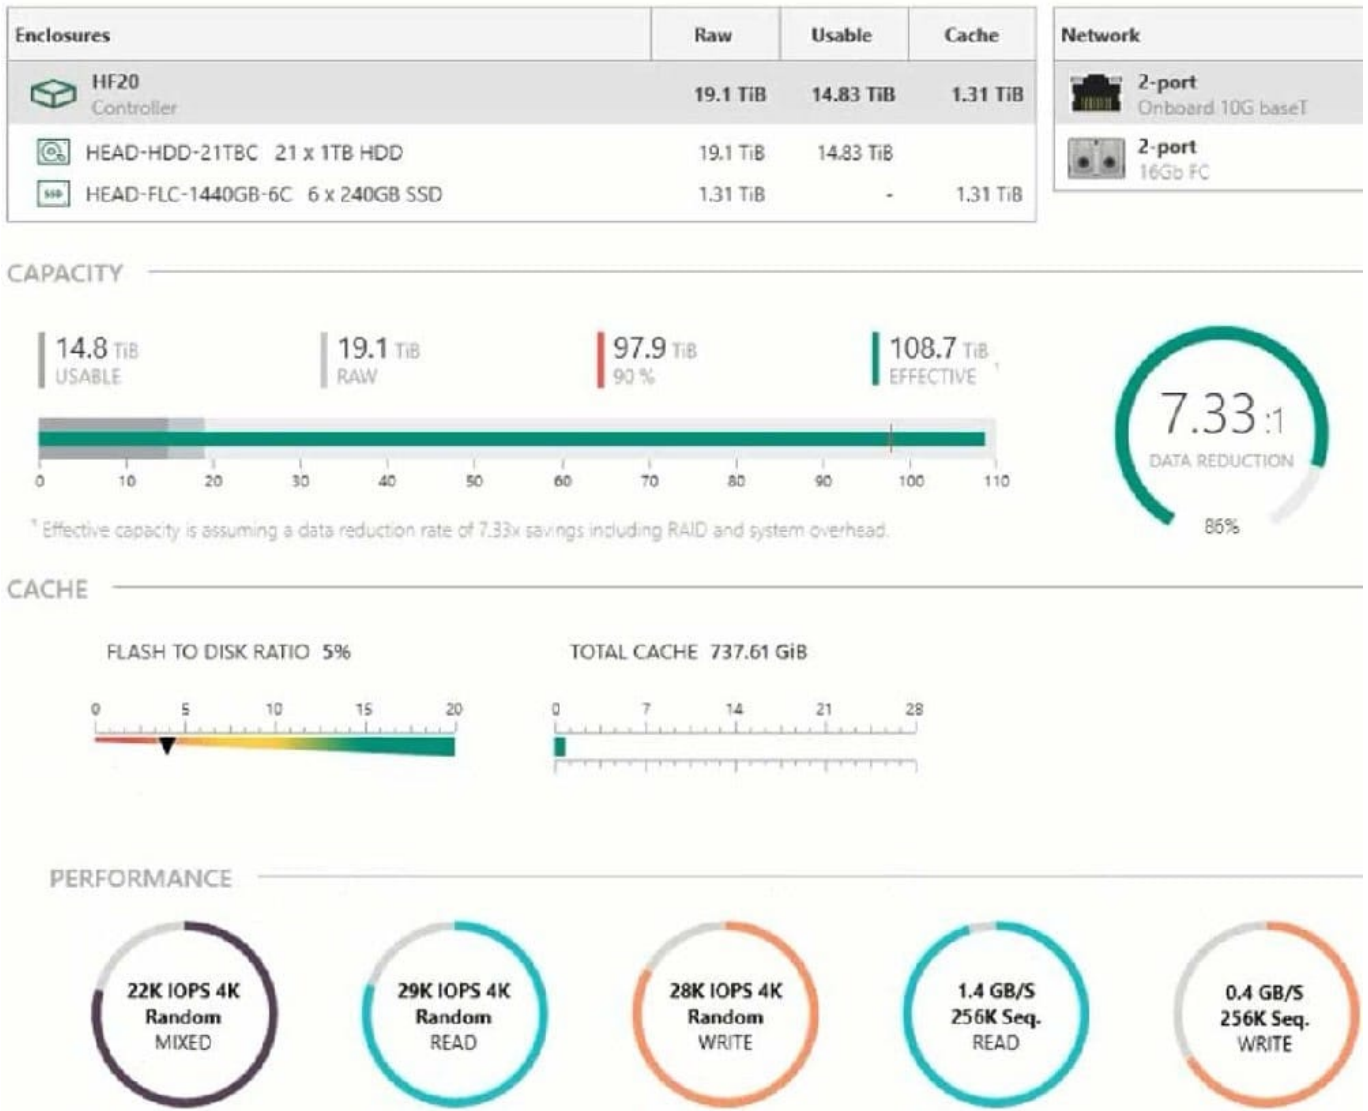 Enclosures Raw Usable Cache
HF20 19.1 TiB 14.83 TiB 1.31 TiB
Controller
HEAD-HDD-21TBC 21 x 1TB HDD 19.1 TiB 14.83 TiB
HEAD-FLC-1440GB-6C 6 x 240GB SSD 1.31 TiB - 1.31 TiB
Network
2-port
Onboard 10G baseT
2-port
16Gb FC
CAPACITY
14.8 TiB 19.1 TiB 97.9 TiB 108.7 TiB
USABLE RAW 90 % EFFECTIVE 1
0 10 20 30 40 50 60 70 80 90 100 110
7.33 :1
DATA REDUCTION
86%
1 Effective capacity is assuming a data reduction rate of 7.33x savings including RAID and system overhead.
CACHE
FLASH TO DISK RATIO 5%
0 5 10 15 20
TOTAL CACHE 737.61 GiB
0 7 14 21 28
PERFORMANCE
22K IOPS 4K
Random
MIXED
29K IOPS 4K
Random
READ
28K IOPS 4K
Random
WRITE
1.4 GB/S
256K Seq.
READ
0.4 GB/S
256K Seq.
WRITE